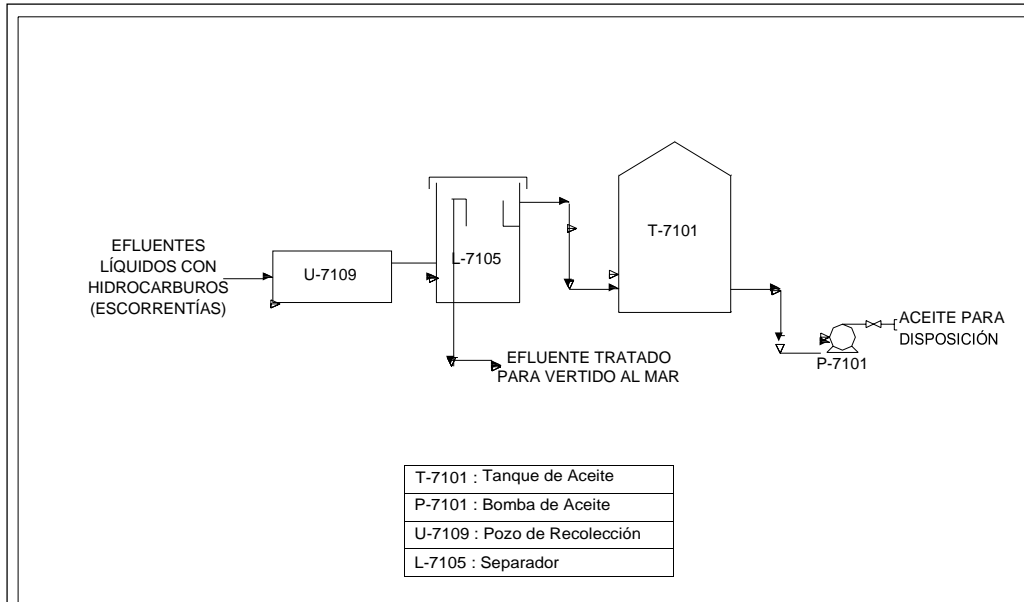 EFLUENTES
LÍQUIDOS CON
HIDROCARBUROS
(ESCORRENTÍAS)
U-7109
L-7105
T-7101
ACEITE PARA
DISPOSICIÓN
P-7101
EFLUENTE TRATADO
PARA VERTIDO AL MAR
T-7101 : Tanque de Aceite
P-7101 : Bomba de Aceite
U-7109 : Pozo de Recolección
L-7105 : Separador